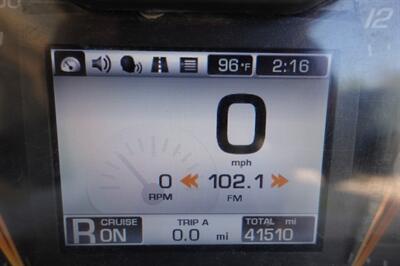 96°F 2:16
12
0
mph
0 102.1
RPM FM
R CRUISE ON
TRIP A
0.0 mi
TOTAL mi
41510